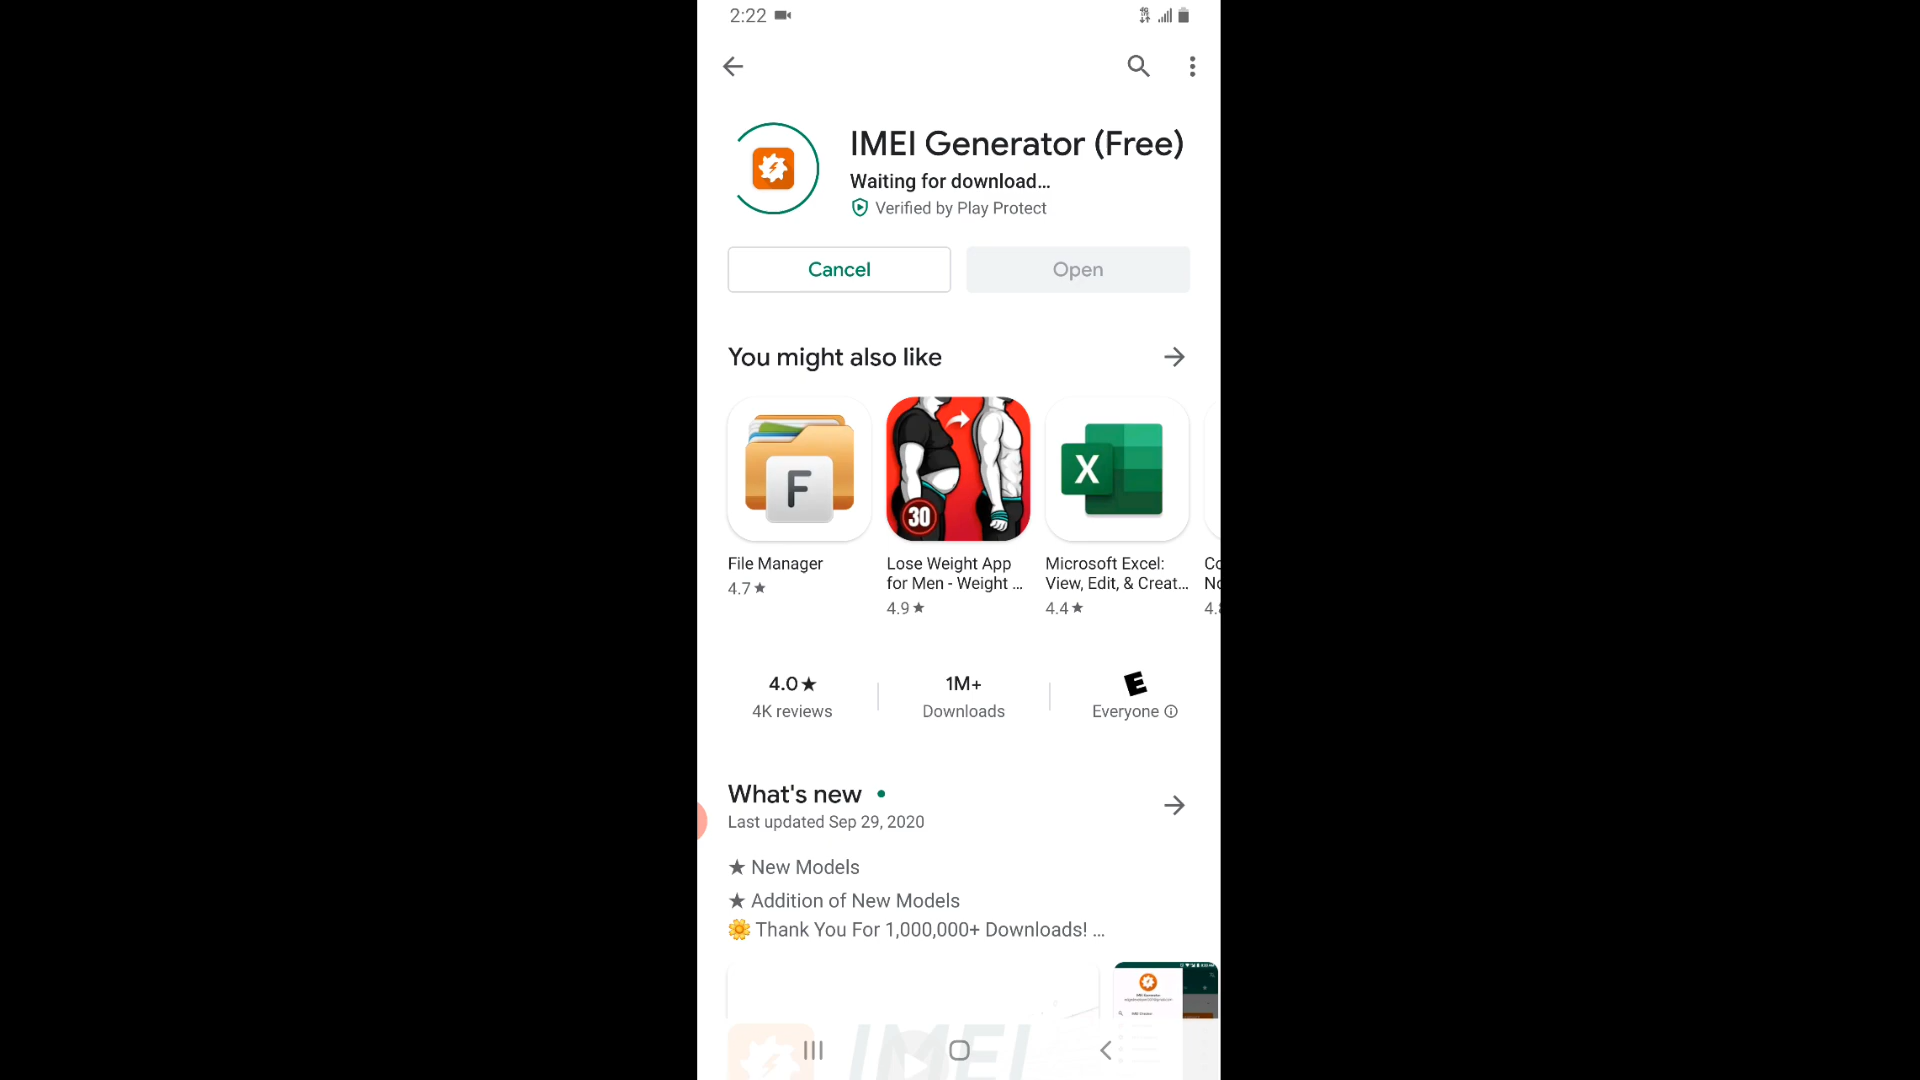 2:22
IMEI Generator (Free)
Waiting for download...
Verified by Play Protect
Cancel
Open
You might also like
F
30
X
File Manager
4.7★
Lose Weight App
for Men - Weight ...
4.9★
Microsoft Excel:
View, Edit, & Creat...
4.4★
4.0★
4K reviews
1M+
Downloads
E
Everyone
What's new
Last updated Sep 29, 2020
★ New Models
★ Addition of New Models
🌼 Thank You For 1,000,000+ Downloads! ...
IMEI